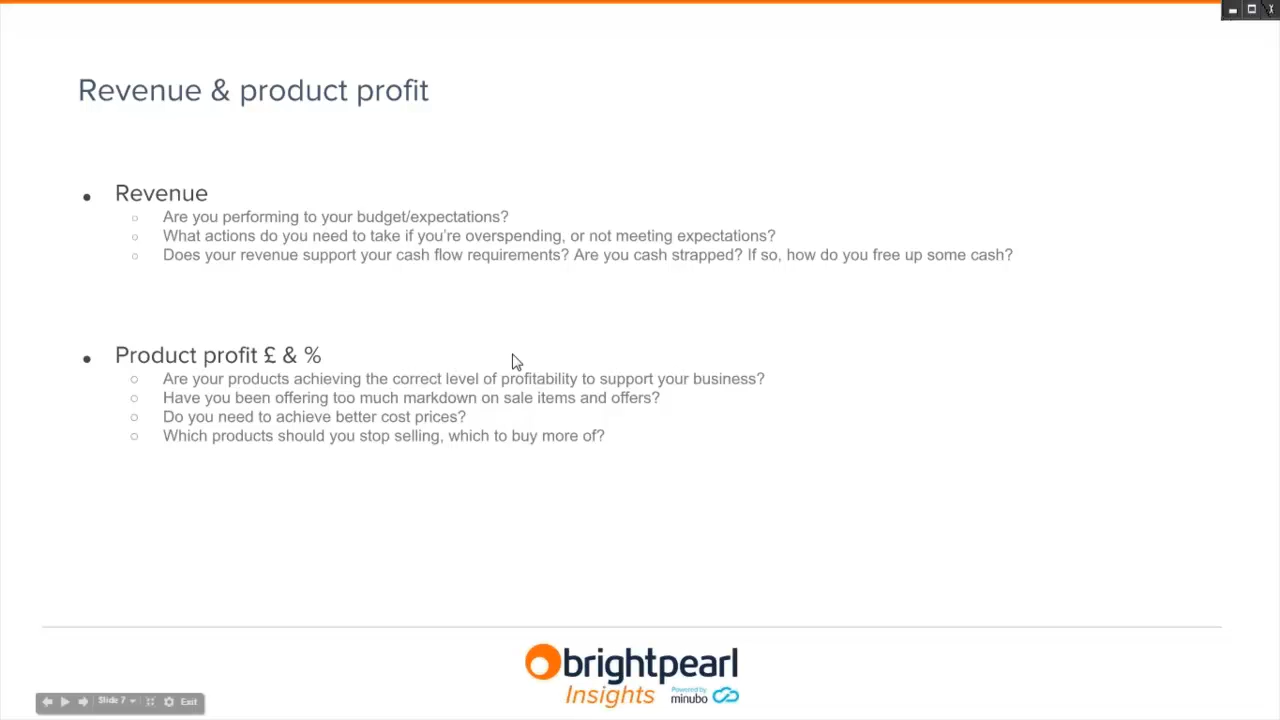 Revenue & product profit
Revenue
Are you performing to your budget/expectations?
What actions do you need to take if you're overspending, or not meeting expectations?
Does your revenue support your cash flow requirements? Are you cash strapped? If so, how do you free up some cash?
Product profit £ & %
Are your products achieving the correct level of profitability to support your business?
Have you been offering too much markdown on sale items and offers?
Do you need to achieve better cost prices?
Which products should you stop selling, which to buy more of?
brightpearl
Insights
Powered by
minubo
Slide 7
Exit